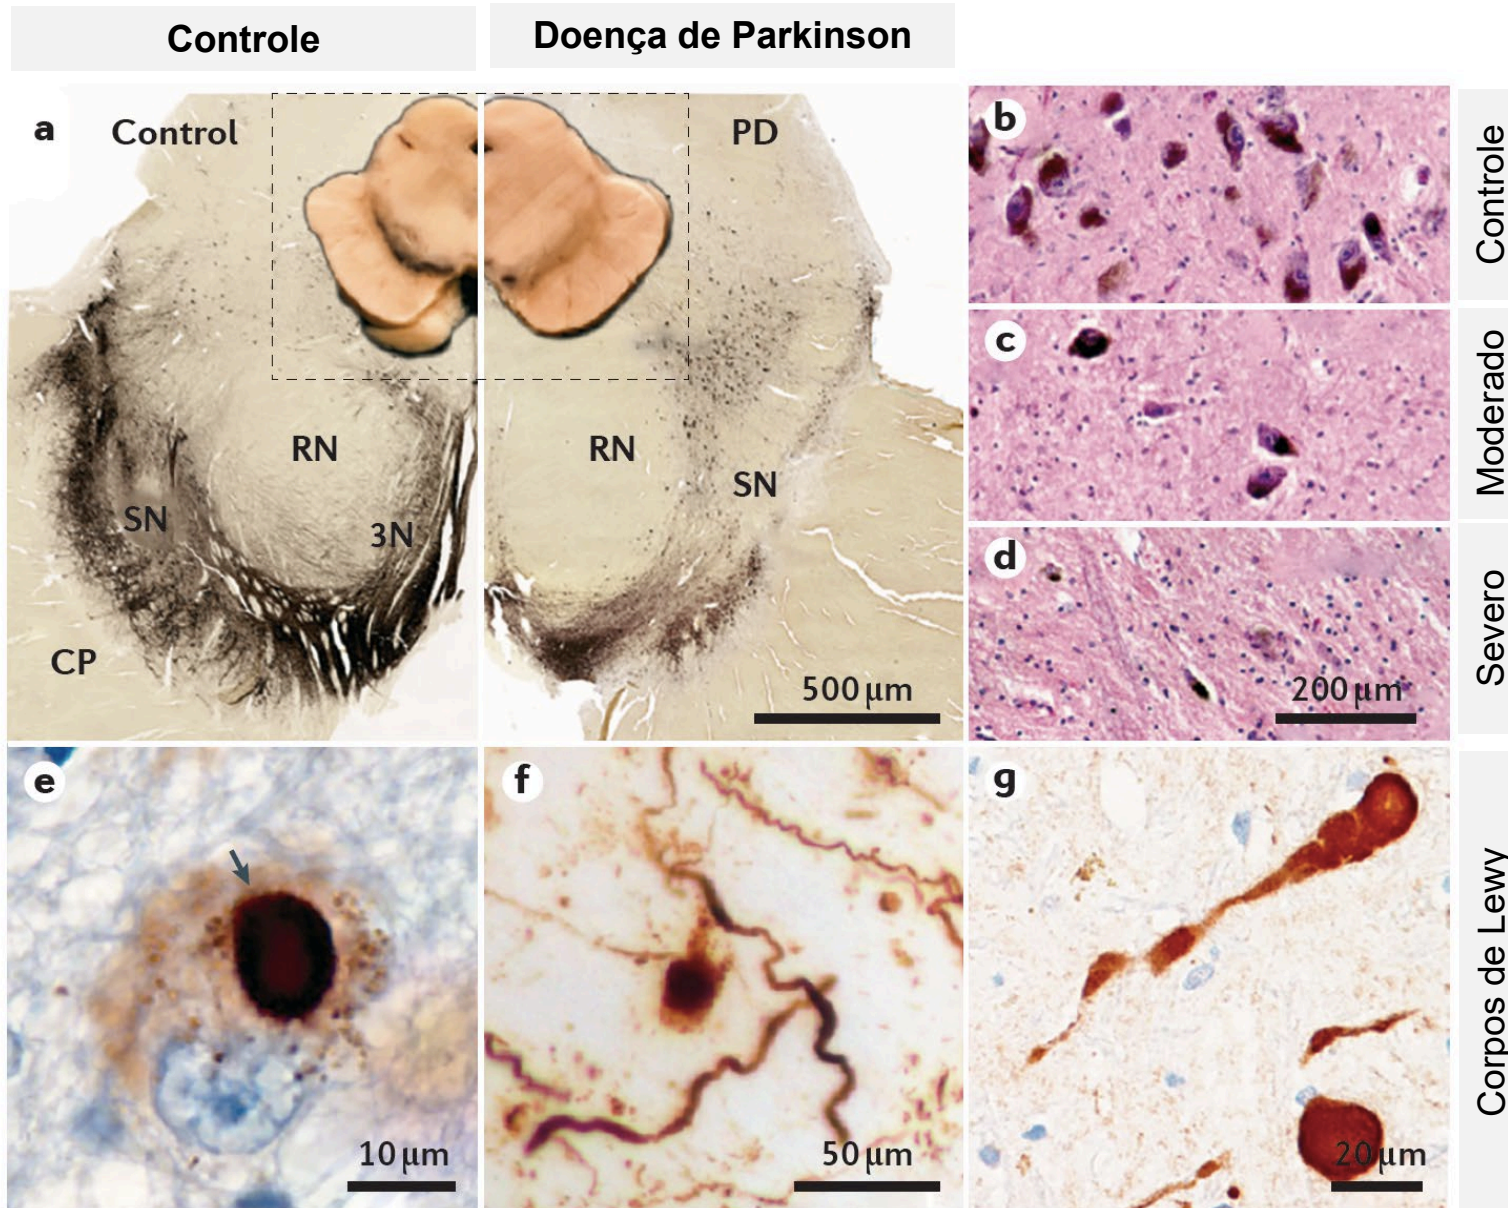 Controle
Doença de Parkinson
a
Control
PD
RN
SN
3N
CP
RN
SN
500 µm
b
Controle
c
Moderado
d
200 µm
Severo
e
10 µm
f
50 µm
g
20 µm
Corpos de Lewy